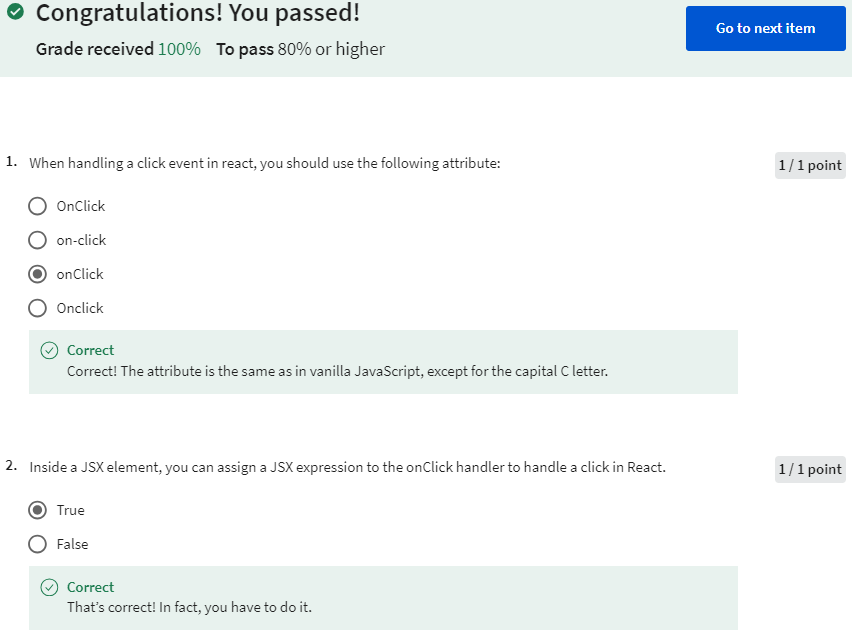 Congratulations! You passed!
Grade received 100% To pass 80% or higher
Go to next item
1. When handling a click event in react, you should use the following attribute:
1 / 1 point
OnClick
on-click
onClick
Onclick
Correct
Correct! The attribute is the same as in vanilla JavaScript, except for the capital C letter.
2. Inside a JSX element, you can assign a JSX expression to the onClick handler to handle a click in React.
1 / 1 point
True
False
Correct
That's correct! In fact, you have to do it.